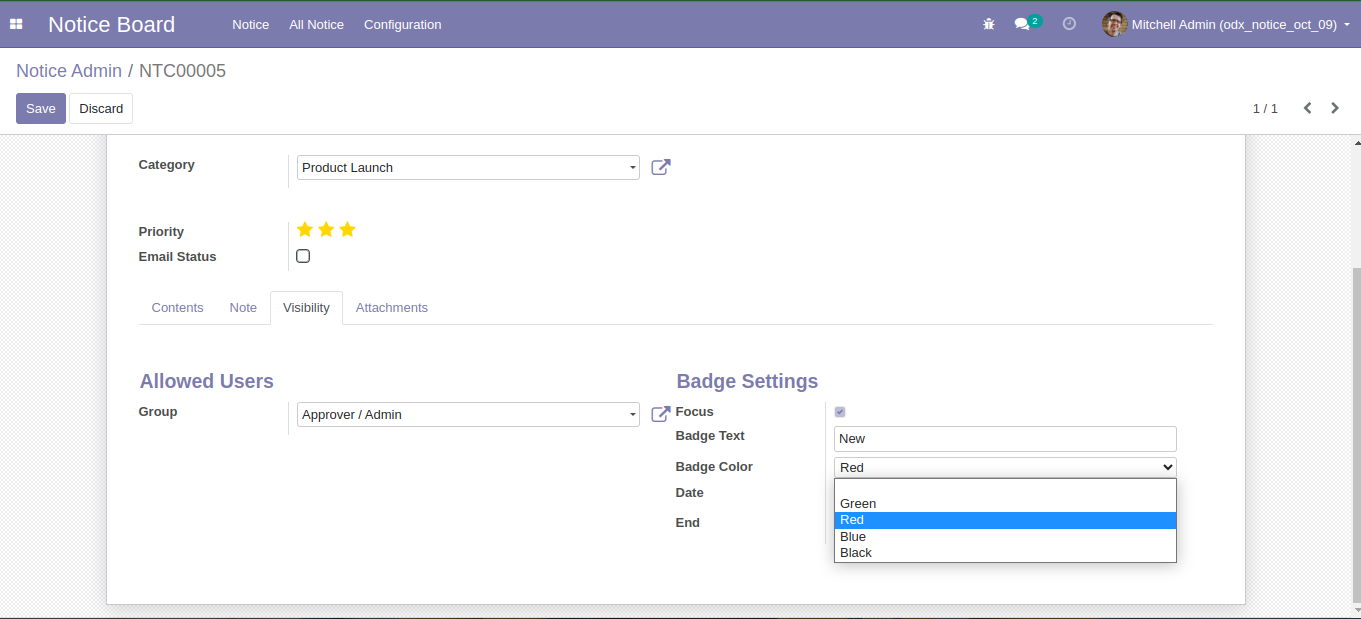 Notice Board Notice All Notice Configuration 2 Mitchell Admin (odx_notice_oct_09)
Notice Admin / NTC00005
Save Discard 1 / 1
Category Product Launch
Priority
Email Status
Contents Note Visibility Attachments
Allowed Users Badge Settings
Group Approver / Admin Focus
Badge Text New
Badge Color Red
Date
Green
Red
End
Blue
Black